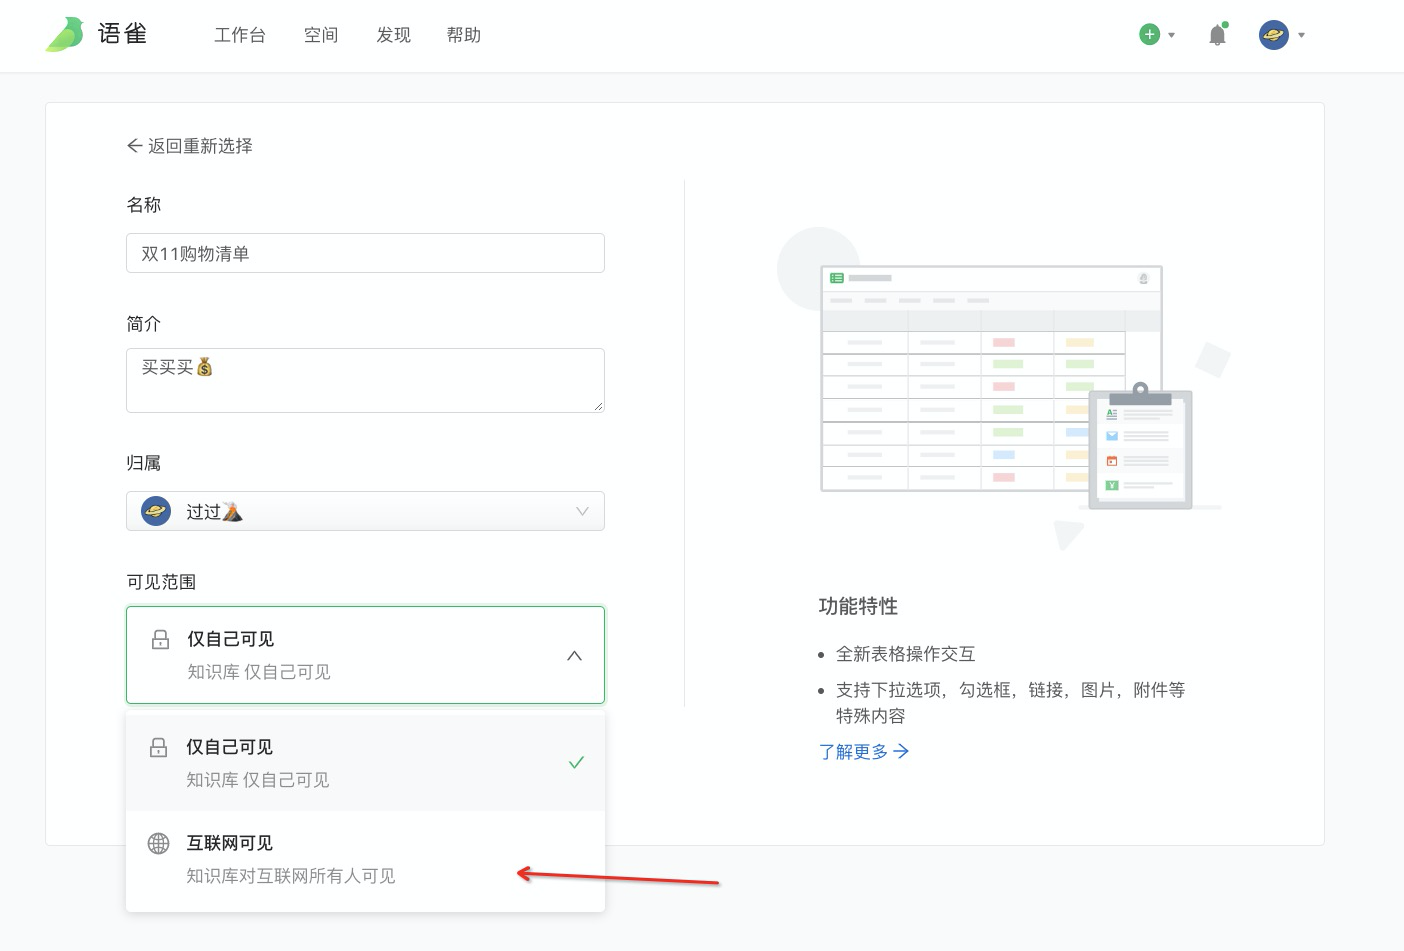 语雀 工作台 空间 发现 帮助
返回重新选择
名称
双11购物清单
简介
买买买💰
归属
过过🌋
可见范围
仅自己可见
知识库 仅自己可见
仅自己可见
知识库 仅自己可见
互联网可见
知识库对互联网所有人可见
功能特性
全新表格操作交互
支持下拉选项，勾选框，链接，图片，附件等
特殊内容
了解更多